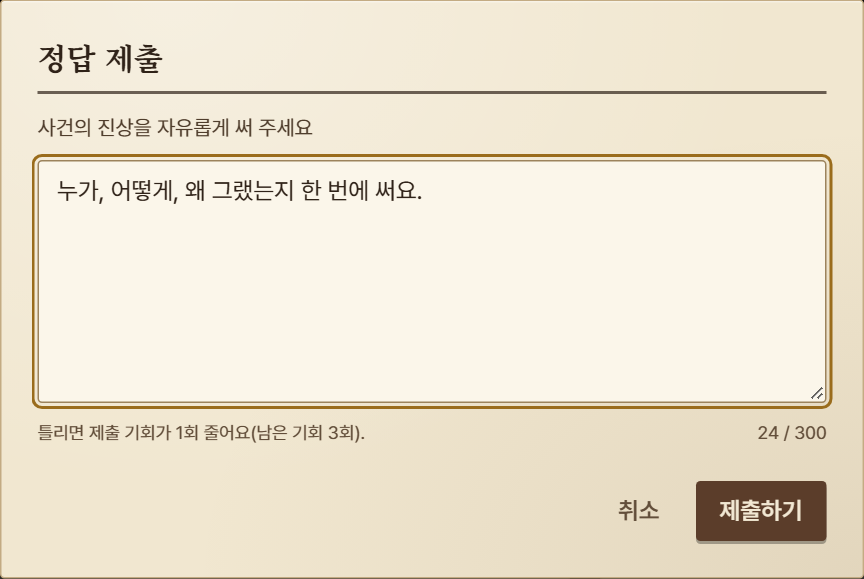 정답 제출
사건의 진상을 자유롭게 써 주세요
누가, 어떻게, 왜 그랬는지 한 번에 써요.
틀리면 제출 기회가 1회 줄어요(남은 기회 3회).
24 / 300
취소
제출하기